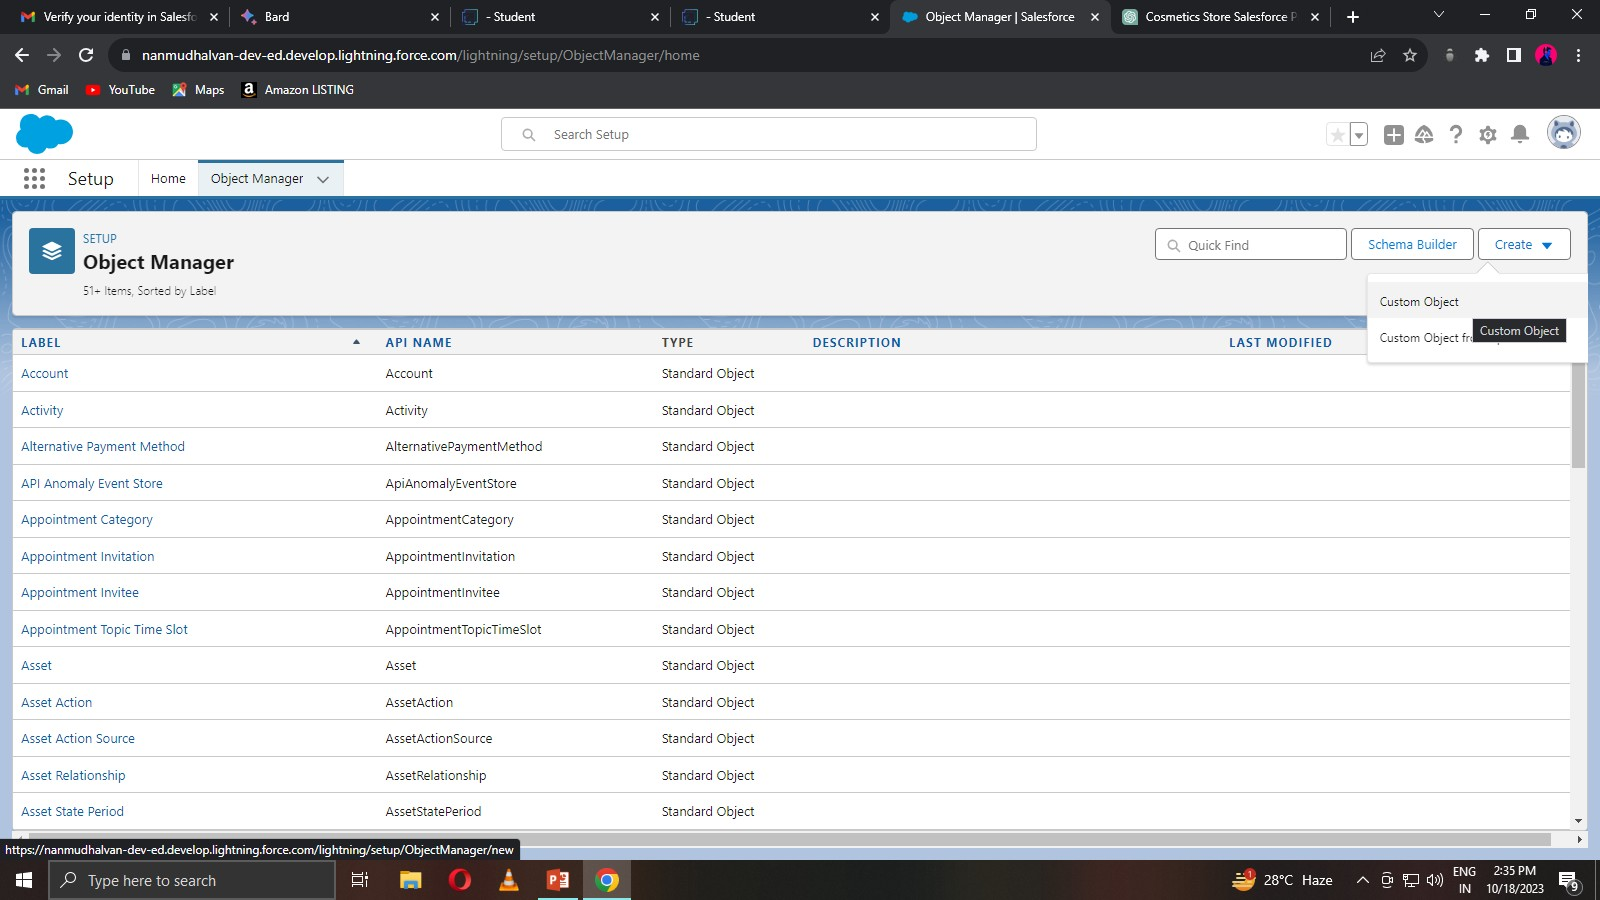 Verify your identity in Salesfo
Bard
- Student
- Student
Object Manager | Salesforce
Cosmetics Store Salesforce P
nanmudhalvan-dev-ed.develop.lightning.force.com/lightning/setup/ObjectManager/home
Gmail
YouTube
Maps
Amazon LISTING
Search Setup
Setup
Home
Object Manager
SETUP
Object Manager
51+ Items, Sorted by Label
Quick Find
Schema Builder
Create
Custom Object
Custom Object
Custom Object fr
LABEL API NAME TYPE DESCRIPTION LAST MODIFIED
Account Account Standard Object
Activity Activity Standard Object
Alternative Payment Method AlternativePaymentMethod Standard Object
API Anomaly Event Store ApiAnomalyEventStore Standard Object
Appointment Category AppointmentCategory Standard Object
Appointment Invitation AppointmentInvitation Standard Object
Appointment Invitee AppointmentInvitee Standard Object
Appointment Topic Time Slot AppointmentTopicTimeSlot Standard Object
Asset Asset Standard Object
Asset Action AssetAction Standard Object
Asset Action Source AssetActionSource Standard Object
Asset Relationship AssetRelationship Standard Object
Asset State Period AssetStatePeriod Standard Object
https://nanmudhalvan-dev-ed.develop.lightning.force.com/lightning/setup/ObjectManager/new
Type here to search
1
28°C Haze
ENG
IN
2:35 PM
10/18/2023
9